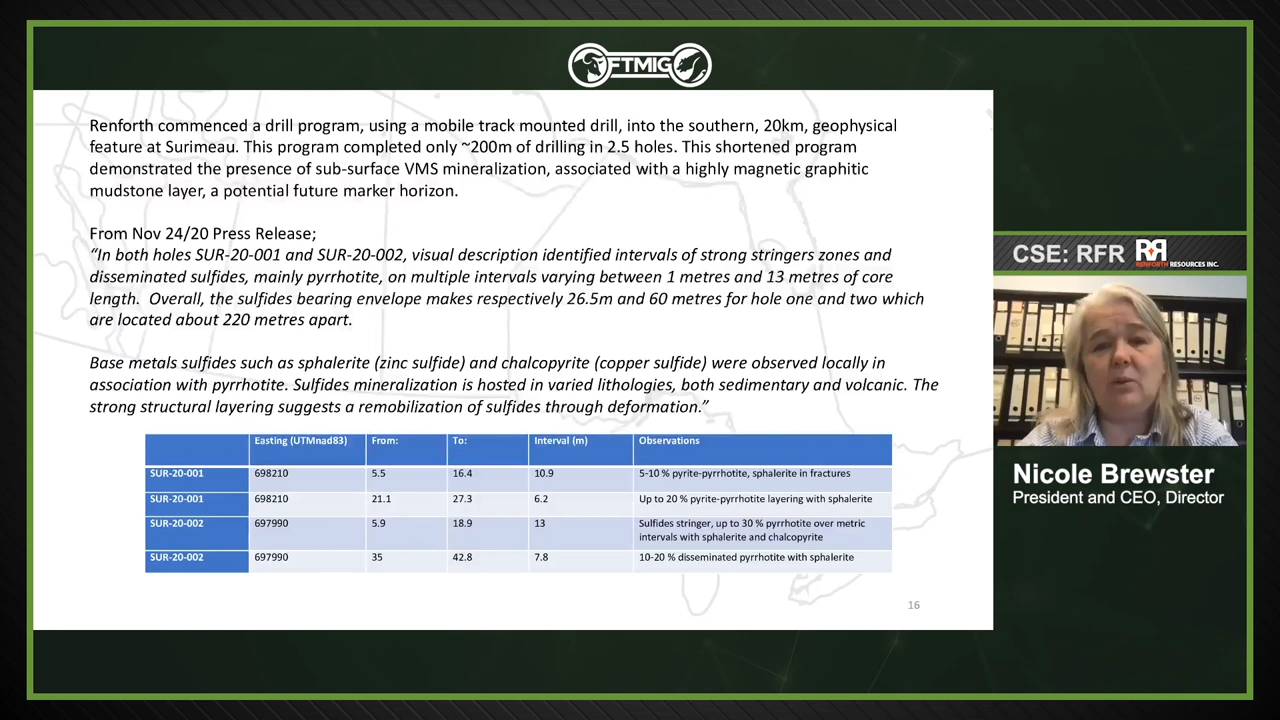 FTMIG
Renforth commenced a drill program, using a mobile track mounted drill, into the southern, 20km, geophysical
feature at Surimeau. This program completed only ~200m of drilling in 2.5 holes. This shortened program
demonstrated the presence of sub-surface VMS mineralization, associated with a highly magnetic graphitic
mudstone layer, a potential future marker horizon.
From Nov 24/20 Press Release;
“In both holes SUR-20-001 and SUR-20-002, visual description identified intervals of strong stringers zones and
disseminated sulfides, mainly pyrrhotite, on multiple intervals varying between 1 metres and 13 metres of core
length. Overall, the sulfides bearing envelope makes respectively 26.5m and 60 metres for hole one and two which
are located about 220 metres apart.
Base metals sulfides such as sphalerite (zinc sulfide) and chalcopyrite (copper sulfide) were observed locally in
association with pyrrhotite. Sulfides mineralization is hosted in varied lithologies, both sedimentary and volcanic. The
strong structural layering suggests a remobilization of sulfides through deformation.”
Easting (UTMnad83) From: To: Interval (m) Observations
SUR-20-001 698210 5.5 16.4 10.9 5-10 % pyrite-pyrrhotite, sphalerite in fractures
SUR-20-001 698210 21.1 27.3 6.2 Up to 20 % pyrite-pyrrhotite layering with sphalerite
SUR-20-002 697990 5.9 18.9 13 Sulfides stringer, up to 30 % pyrrhotite over metric
intervals with sphalerite and chalcopyrite
SUR-20-002 697990 35 42.8 7.8 10-20 % disseminated pyrrhotite with sphalerite
16
CSE: RFR
RENFORTH RESOURCES INC.
Nicole Brewster
President and CEO, Director